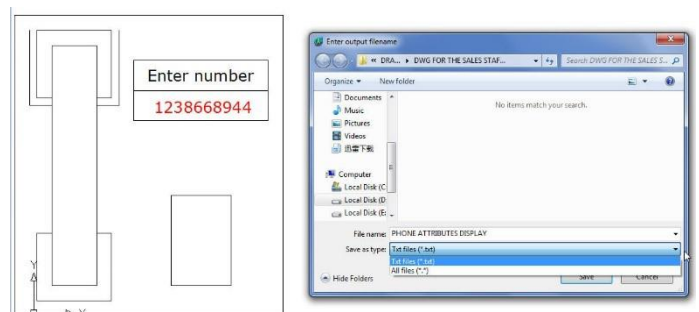 Enter number
1238668944
Y
X
Enter output filename
« DRA... ▸ DWG FOR THE SALES STAF...
Search DWG FOR THE SALES S...
Organize
New folder
Documents
Music
Pictures
Videos
迅雷下载
Computer
Local Disk (C
Local Disk (D
Local Disk (E:
No items match your search.
File name: PHONE ATTRIBUTES DISPLAY
Save as type: Txt files (*.txt)
Txt files (*.txt)
All files (*.*)
Hide Folders
Save
Cancel